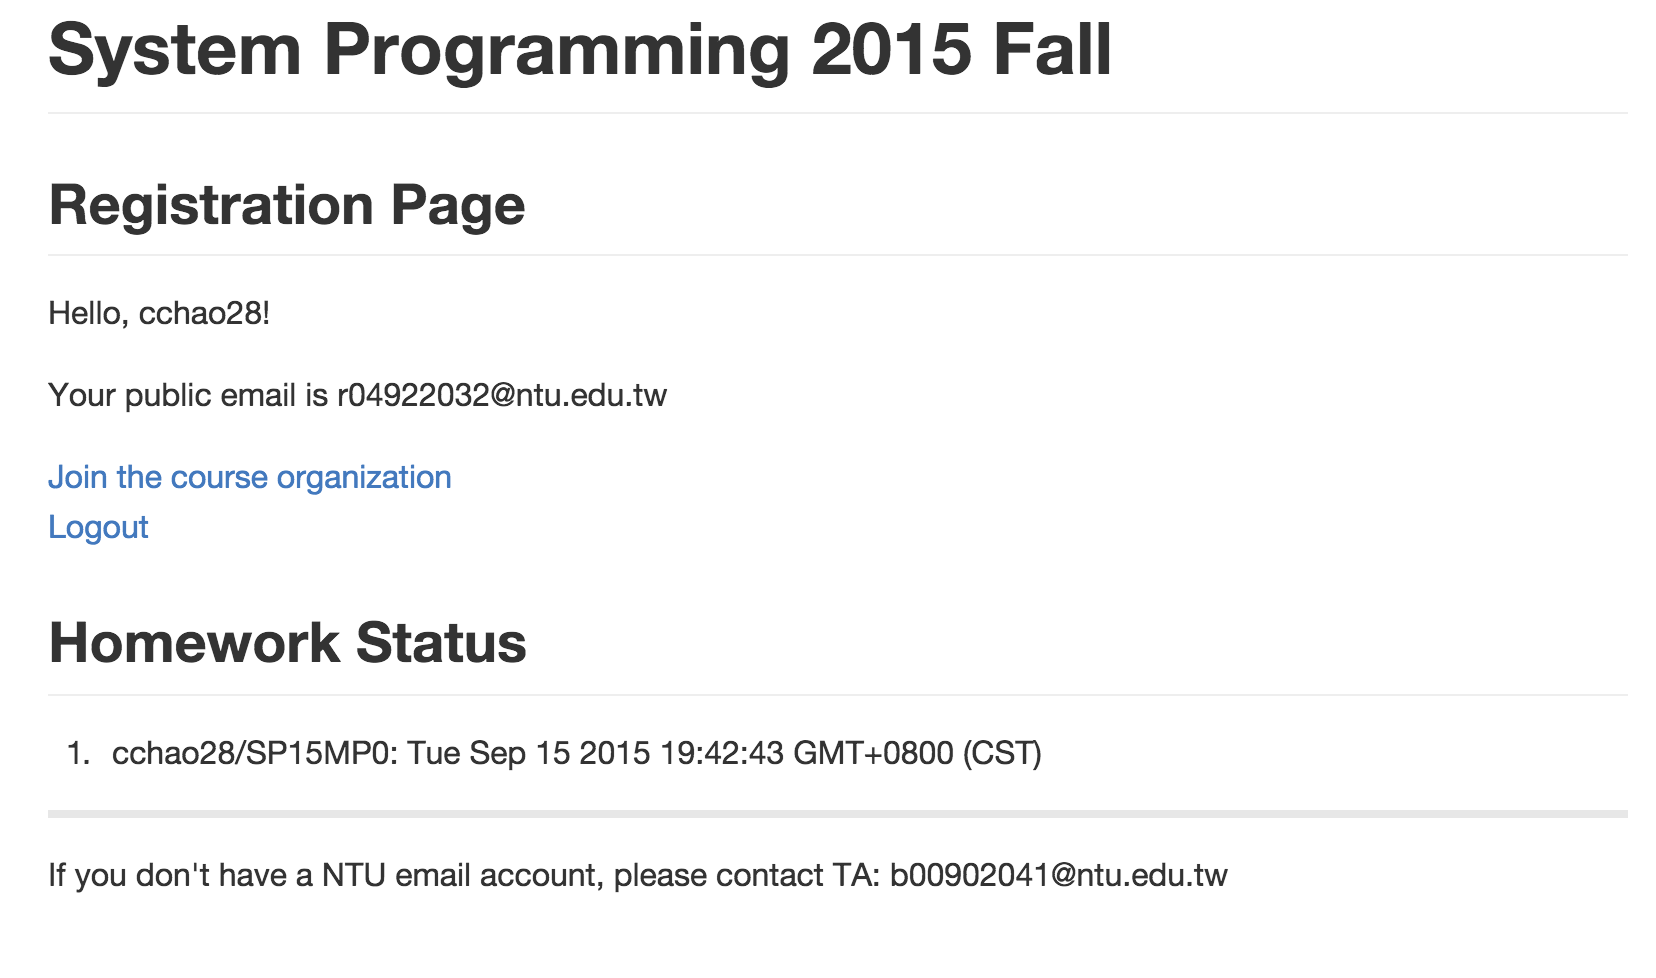 System Programming 2015 Fall
Registration Page
Hello, cchao28!
Your public email is r04922032@ntu.edu.tw
Join the course organization
Logout
Homework Status
1. cchao28/SP15MP0: Tue Sep 15 2015 19:42:43 GMT+0800 (CST)
If you don't have a NTU email account, please contact TA: b00902041@ntu.edu.tw